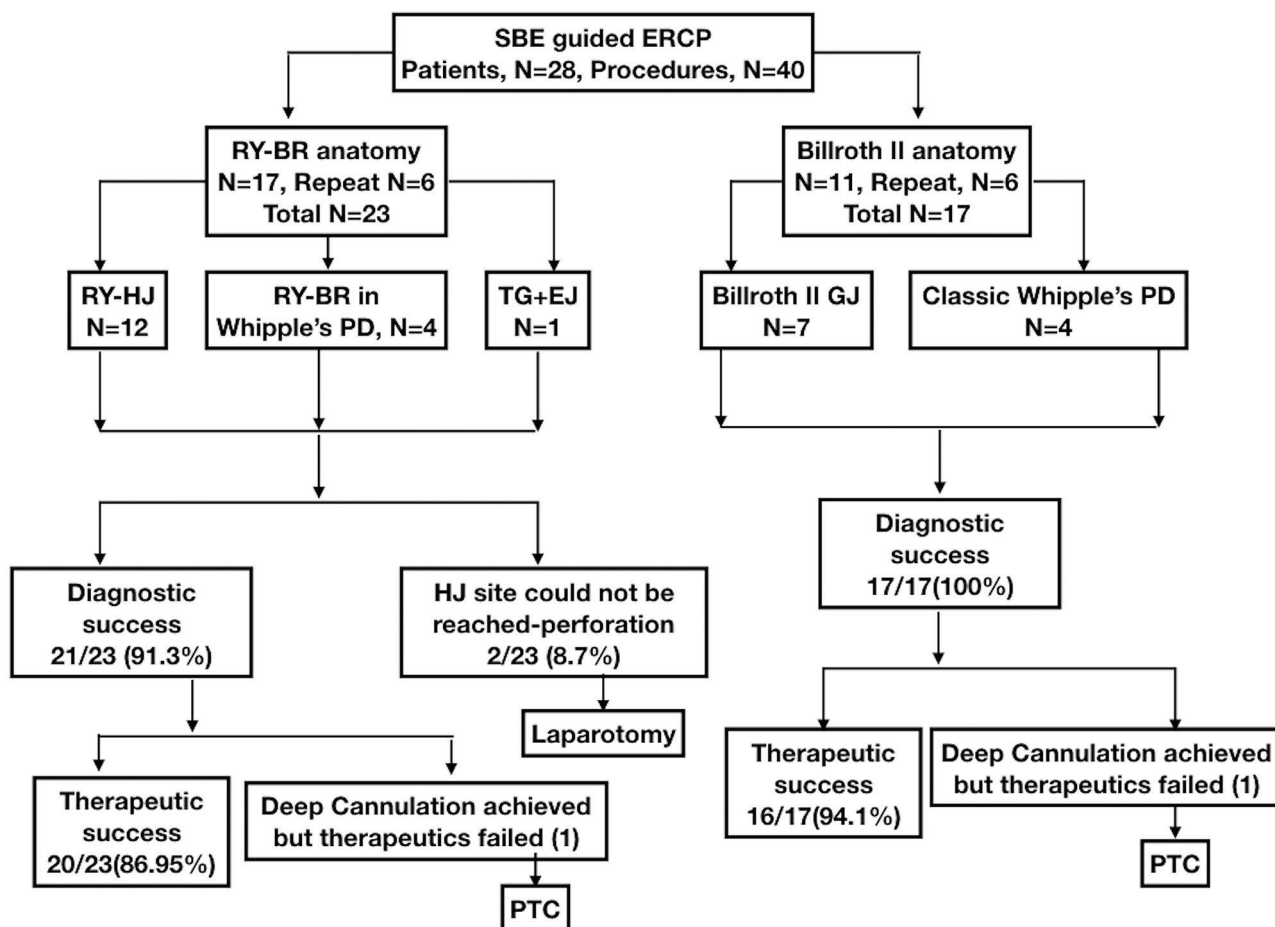 SBE guided ERCP
Patients, N=28, Procedures, N=40
RY-BR anatomy
N=17, Repeat N=6
Total N=23
Billroth II anatomy
N=11, Repeat, N=6
Total N=17
RY-HJ
N=12
RY-BR in
Whipple's PD, N=4
TG+EJ
N=1
Billroth II GJ
N=7
Classic Whipple's PD
N=4
Diagnostic
success
21/23 (91.3%)
HJ site could not be
reached-perforation
2/23 (8.7%)
Laparotomy
Diagnostic
success
17/17(100%)
Therapeutic
success
20/23(86.95%)
Deep Cannulation achieved
but therapeutics failed (1)
PTC
Therapeutic
success
16/17(94.1%)
Deep Cannulation achieved
but therapeutics failed (1)
PTC